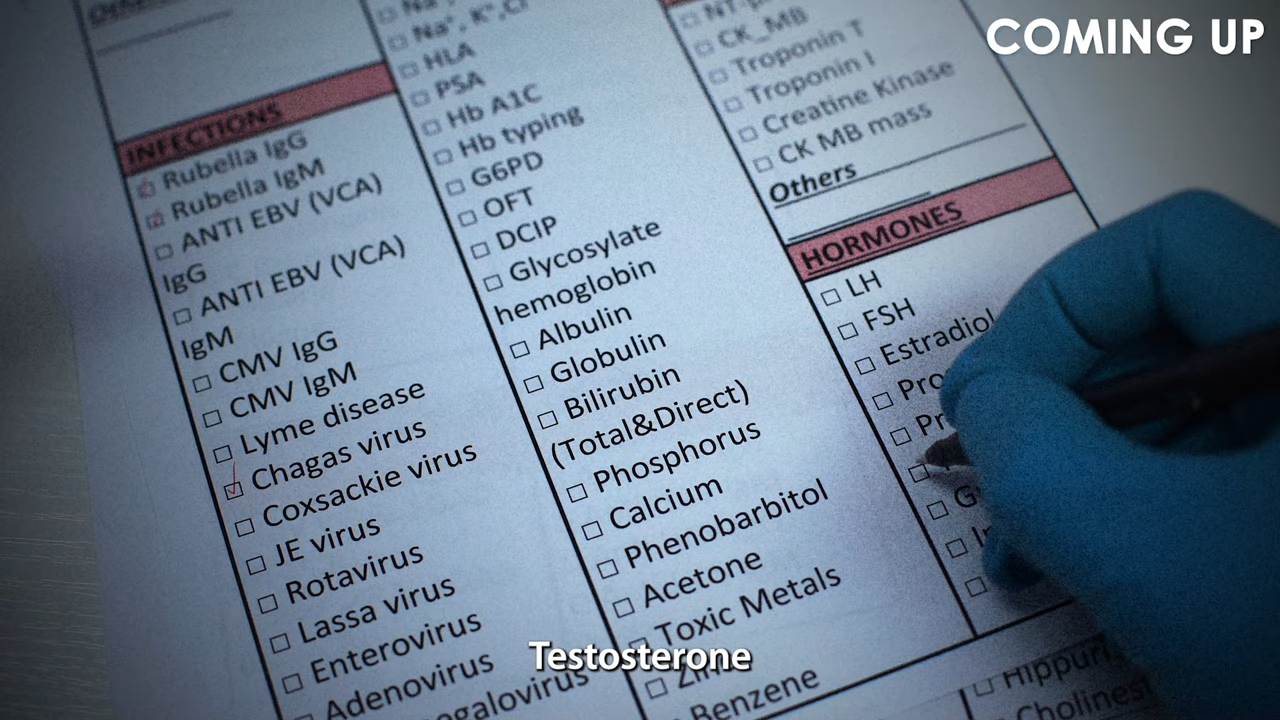 COMING UP
INFECTIONS
Rubella IgG
Rubella IgM
ANTI EBV (VCA)
IgG
ANTI EBV (VCA)
IgM
CMV IgG
CMV IgM
Lyme disease
Chagas virus
Coxsackie virus
JE virus
Rotavirus
Lassa virus
Enterovirus
Adenovirus
Na⁺, K⁺, Cl⁻
HLA
PSA
Hb A1C
Hb typing
G6PD
OFT
DCIP
Glycosylate
hemoglobin
Albulin
Globulin
Bilirubin
(Total&Direct)
Phosphorus
Calcium
Phenobarbitol
Acetone
Toxic Metals
Benzene
CK_MB
Troponin T
Troponin I
Creatine Kinase
CK MB mass
Others
HORMONES
LH
FSH
Estradiol
Testosterone